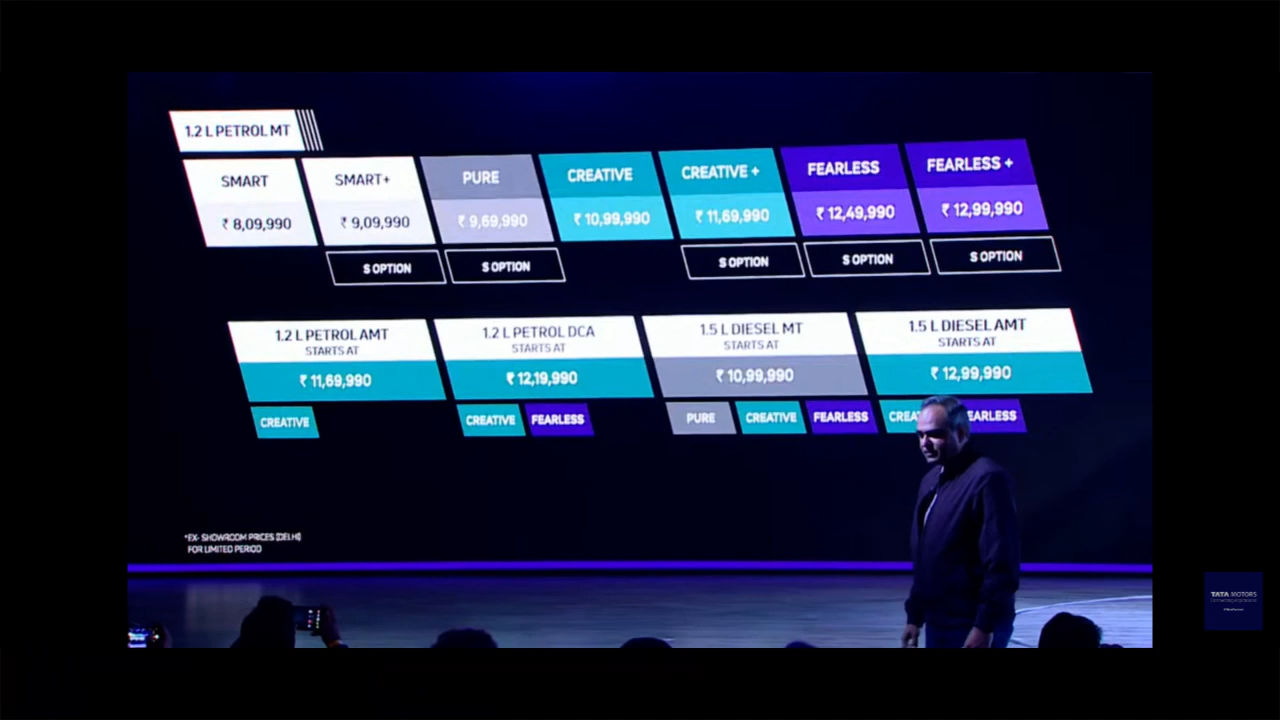 1.2 L PETROL MT
SMART SMART+ PURE CREATIVE CREATIVE + FEARLESS FEARLESS +
₹ 8,09,990 ₹ 9,09,990 ₹ 9,69,990 ₹ 10,99,990 ₹ 11,69,990 ₹ 12,49,990 ₹ 12,99,990
S OPTION S OPTION S OPTION S OPTION S OPTION
1.2 L PETROL AMT 1.2 L PETROL DCA 1.5 L DIESEL MT 1.5 L DIESEL AMT
STARTS AT STARTS AT STARTS AT STARTS AT
₹ 11,69,990 ₹ 12,19,990 ₹ 10,99,990 ₹ 12,99,990
CREATIVE CREATIVE FEARLESS PURE CREATIVE FEARLESS
*EX- SHOWROOM PRICES (DELHI)
FOR LIMITED PERIOD
TATA MOTORS